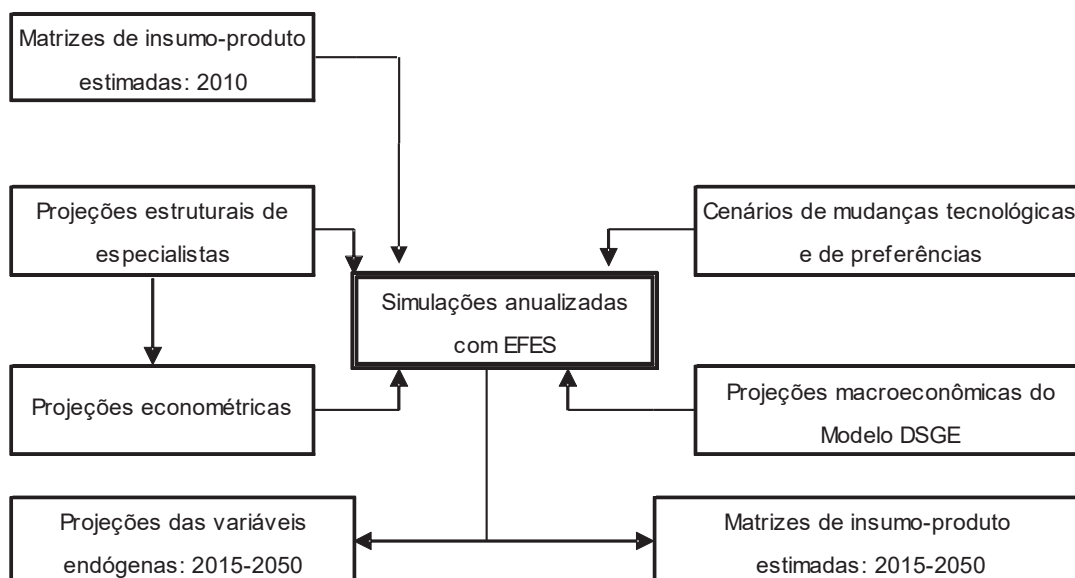 Matrizes de insumo-produto
estimadas: 2010
Projeções estruturais de
especialistas
Cenários de mudanças tecnológicas
e de preferências
Simulações anualizadas
com EFES
Projeções econométricas
Projeções macroeconômicas do
Modelo DSGE
Projeções das variáveis
endógenas: 2015-2050
Matrizes de insumo-produto
estimadas: 2015-2050